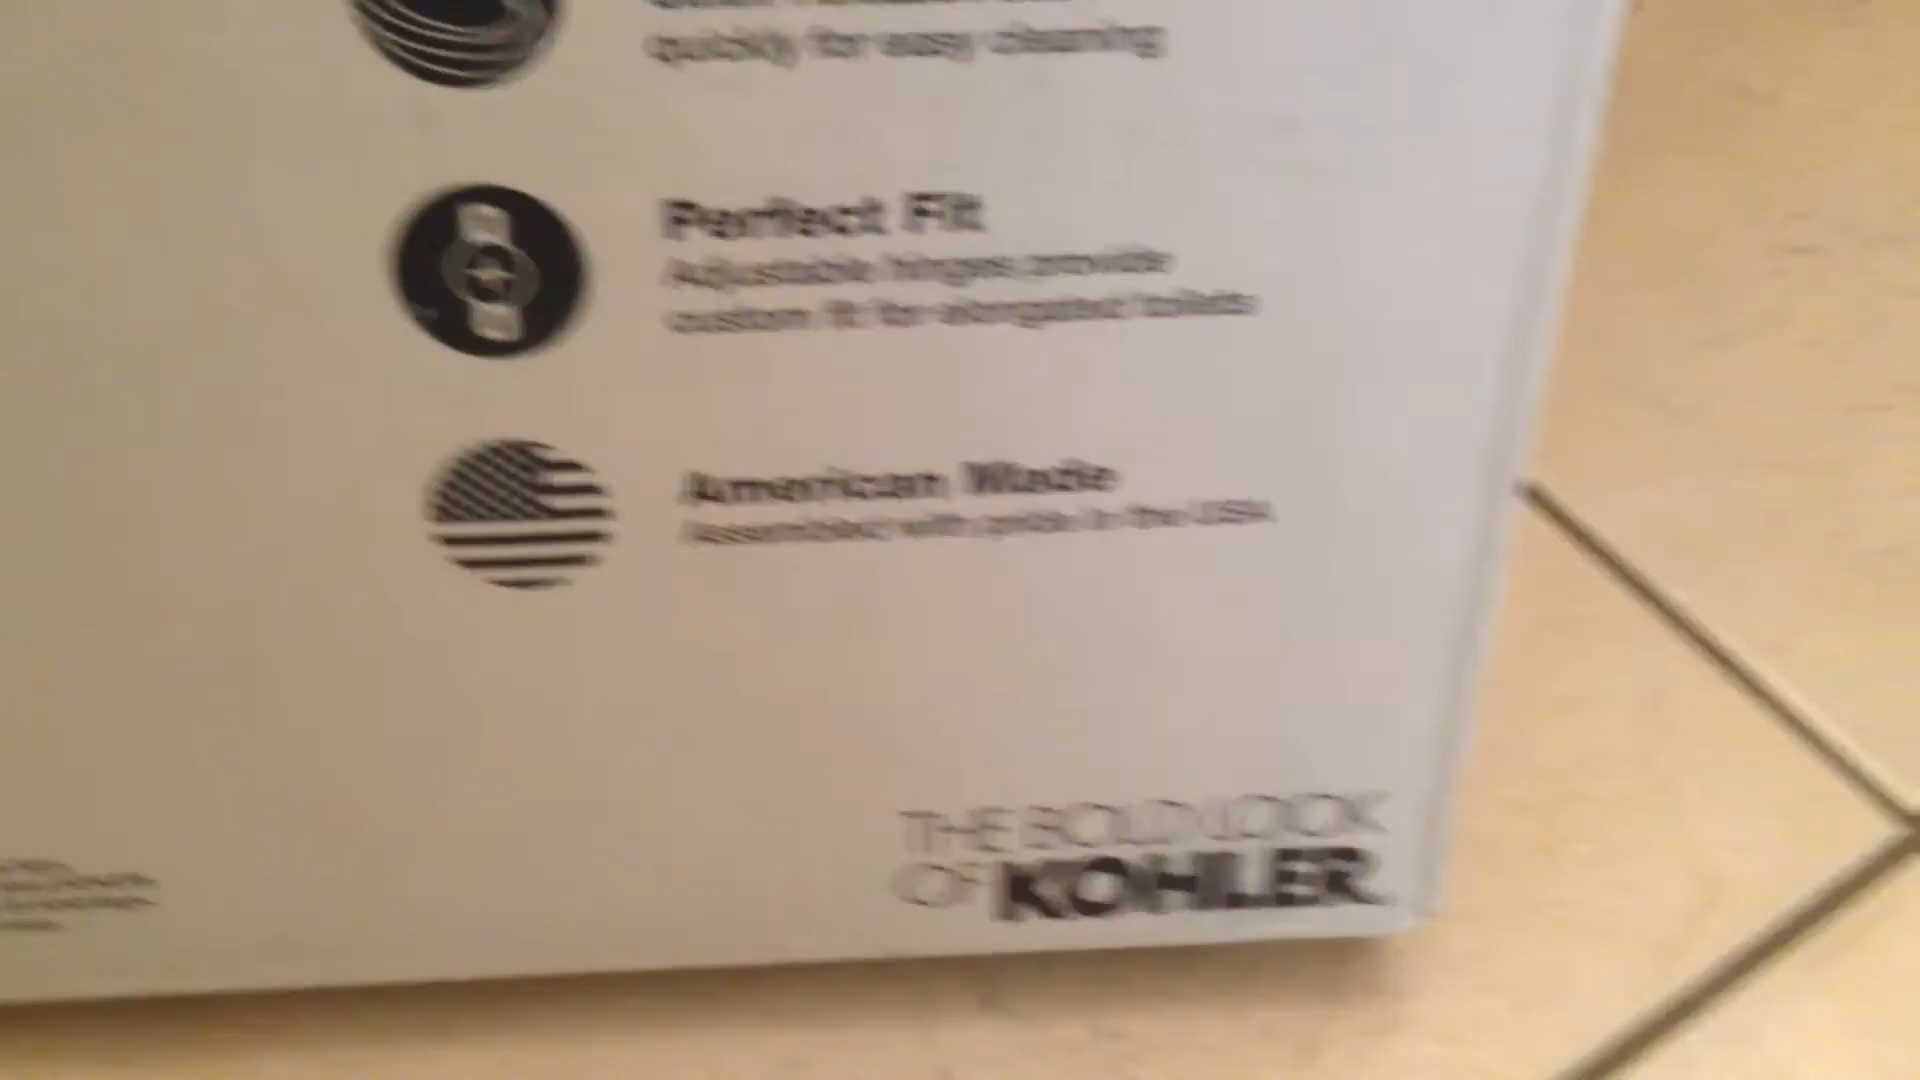 quickly for easy cleaning
Perfect Fit
Adjustable hinges provide
custom fit for elongated toilets
American Made
Assembled with pride in the USA
THE BOLD LOOK
OF KOHLER.